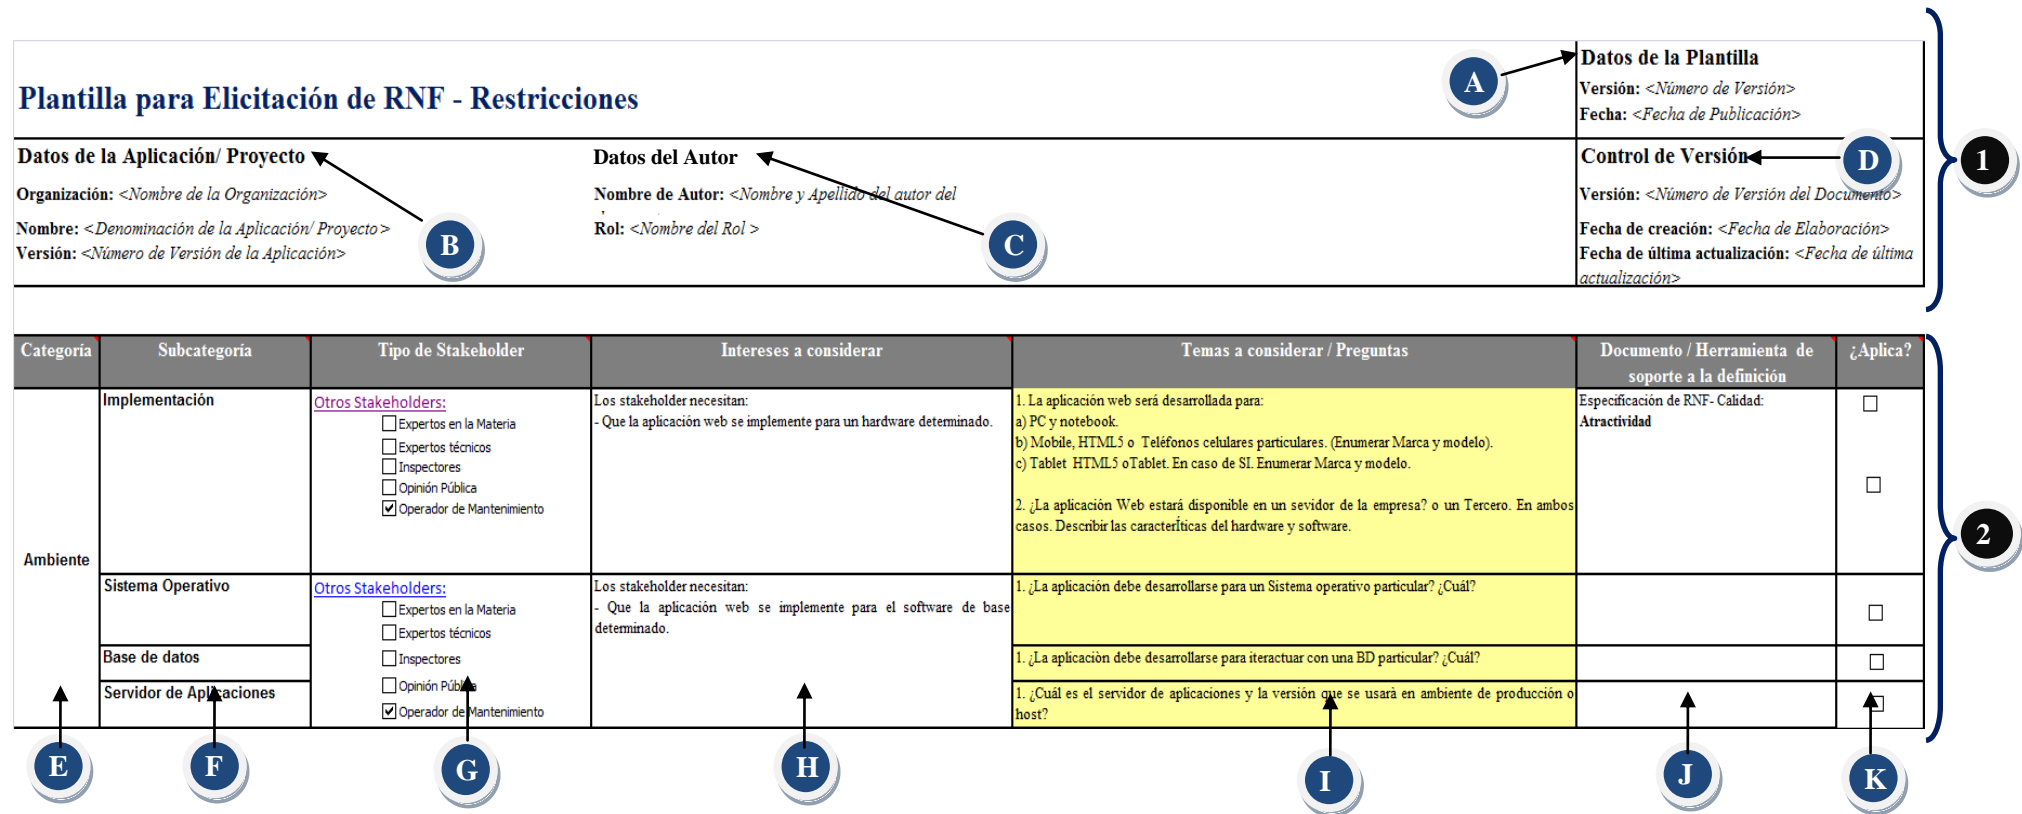 Plantilla para Elicitación de RNF - Restricciones
A
Datos de la Plantilla
Versión: <Número de Versión>
Fecha: <Fecha de Publicación>
1
Datos de la Aplicación/ Proyecto
Organización: <Nombre de la Organización>
Nombre: <Denominación de la Aplicación/ Proyecto>
Versión: <Número de Versión de la Aplicación>
B
Datos del Autor
Nombre de Autor: <Nombre y Apellido del autor del
Rol: <Nombre del Rol >
C
Control de Versión
D
Versión: <Número de Versión del Documento>
Fecha de creación: <Fecha de Elaboración>
Fecha de última actualización: <Fecha de última
actualización>
Categoría
Subcategoría
Tipo de Stakeholder
Intereses a considerar
Temas a considerar / Preguntas
Documento / Herramienta de
soporte a la definición
¿Aplica?
2
Ambiente
Implementación
Otros Stakeholders:
Expertos en la Materia
Expertos técnicos
Inspectores
Opinión Pública
Operador de Mantenimiento
Los stakeholder necesitan:
- Que la aplicación web se implemente para un hardware determinado.
1. La aplicación web será desarrollada para:
a) PC y notebook.
b) Mobile, HTML5 o Teléfonos celulares particulares. (Enumerar Marca y modelo).
c) Tablet HTML5 oTablet. En caso de SI. Enumerar Marca y modelo.
2. ¿La aplicación Web estará disponible en un sevidor de la empresa? o un Tercero. En ambos
casos. Describir las caracterÍticas del hardware y software.
Especificación de RNF- Calidad:
Atractividad
Sistema Operativo
Otros Stakeholders:
Expertos en la Materia
Expertos técnicos
Inspectores
Opinión Pública
Operador de Mantenimiento
Los stakeholder necesitan:
- Que la aplicación web se implemente para el software de base
determinado.
1. ¿La aplicación debe desarrollarse para un Sistema operativo particular? ¿Cuál?
Base de datos
1. ¿La aplicaciòn debe desarrollarse para iteractuar con una BD particular? ¿Cuál?
Servidor de Aplicaciones
1. ¿Cuál es el servidor de aplicaciones y la versión que se usarà en ambiente de producción o
host?
E
F
G
H
I
J
K